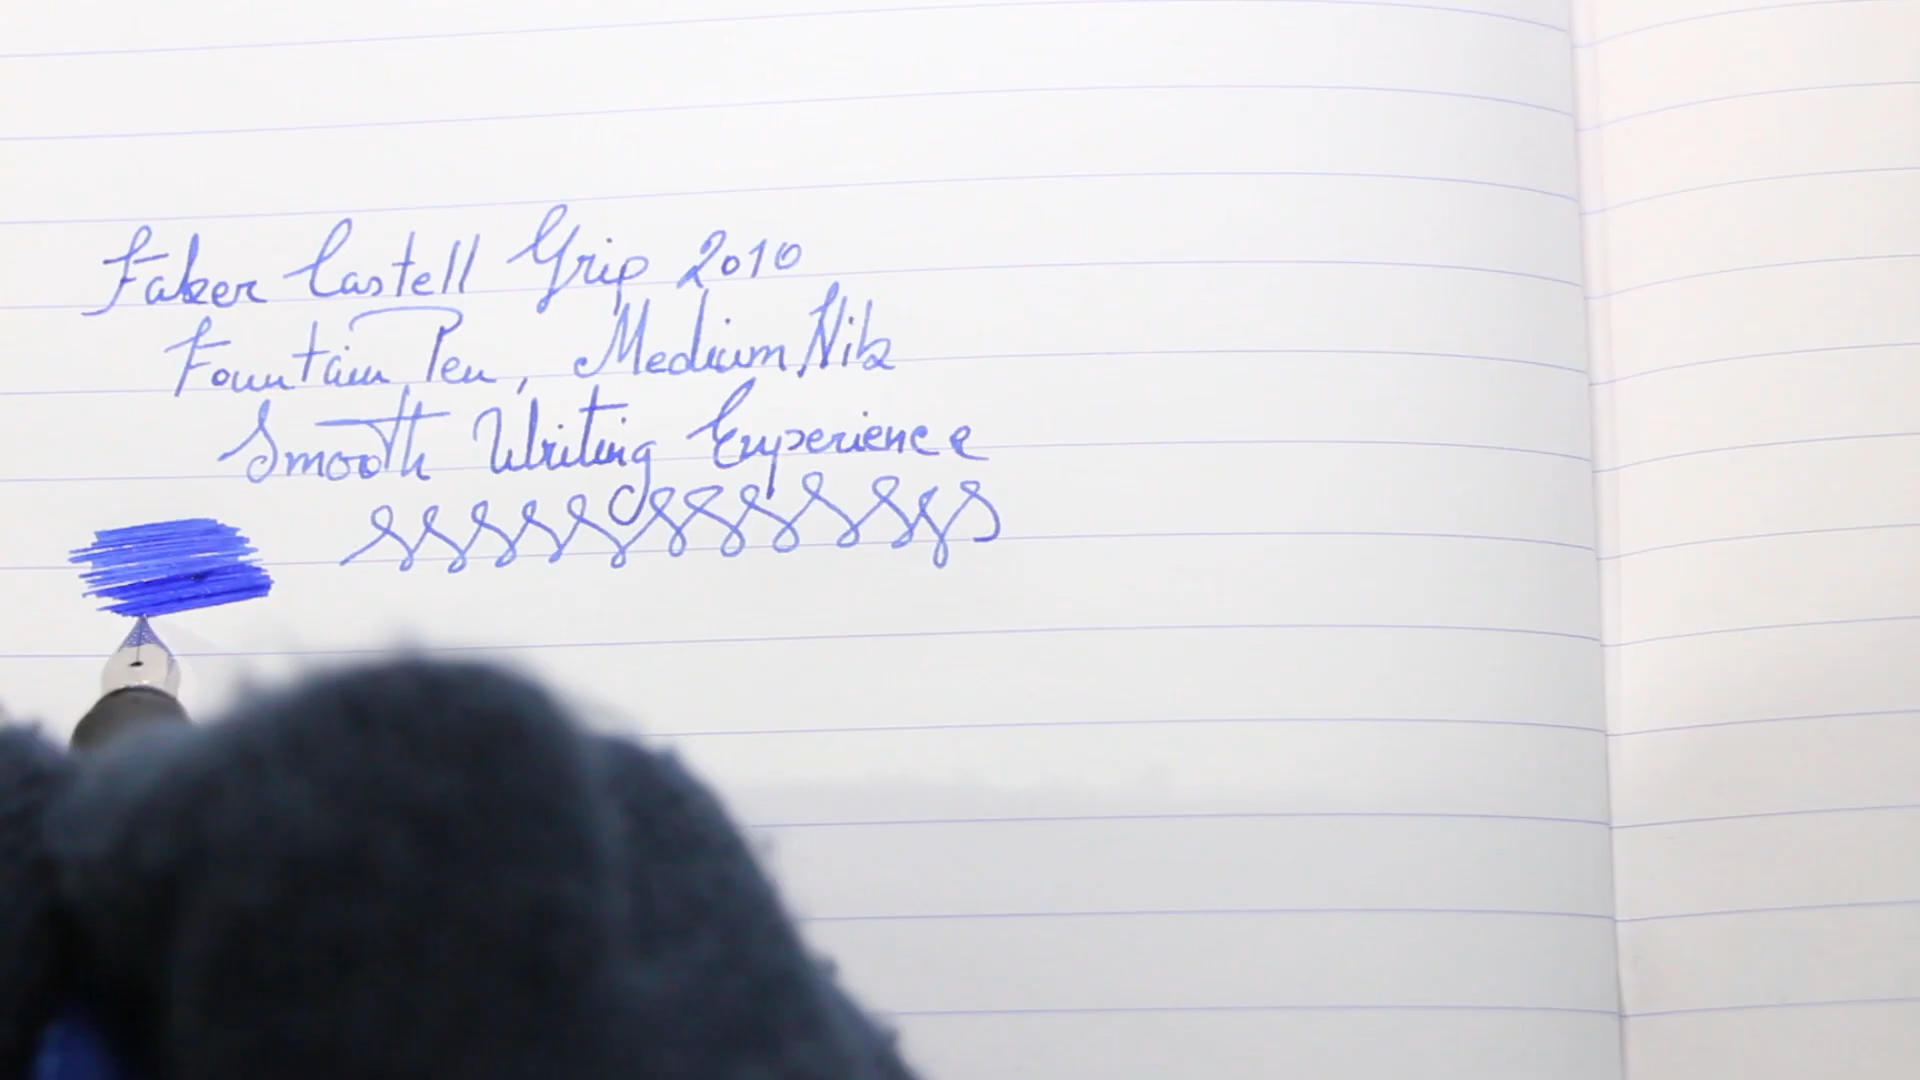 Faber Castell Grip 2010
Fountain Pen, Medium Nib
Smooth Writing Experience